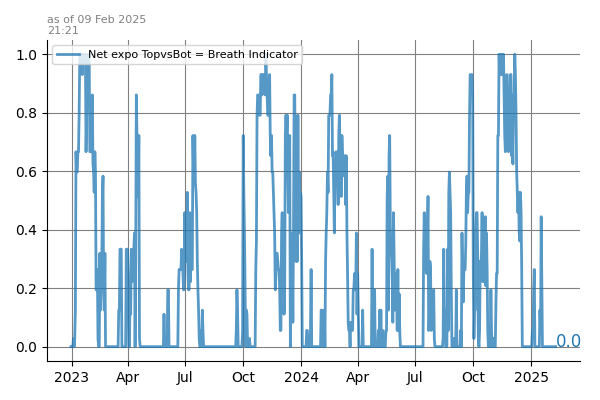 as of 09 Feb 2025
21:21
Net expo TopvsBot = Breath Indicator
1.0
0.8
0.6
0.4
0.2
0.0
0.0
2023 Apr Jul Oct 2024 Apr Jul Oct 2025